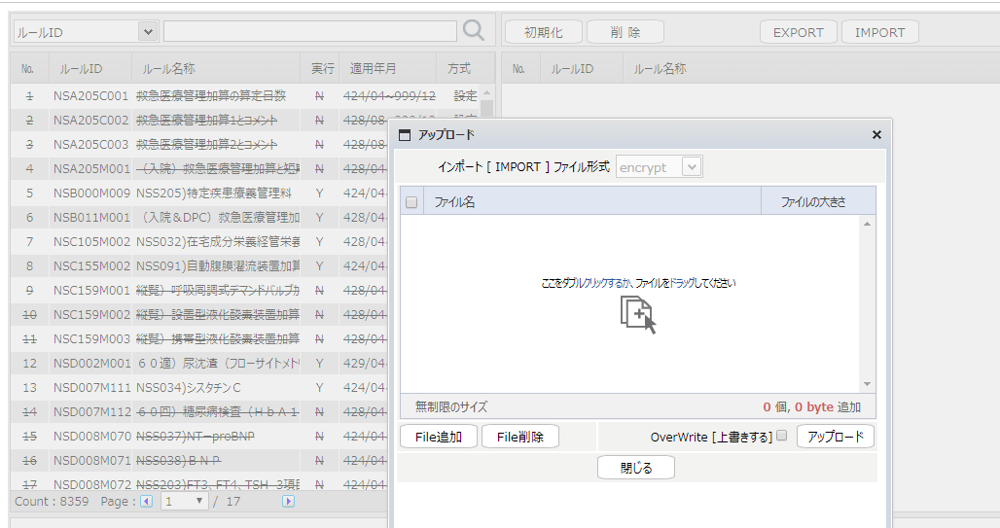 ルールID
初期化 削 除 EXPORT IMPORT
No. ルールID ルール名称 実行 適用年月 方式
No. ルールID ルール名称
1 NSA205C001 救急医療管理加算の算定日数 N 424/04~999/12 設定
2 NSA205C002 救急医療管理加算1とコメント N 428/08
3 NSA205C003 救急医療管理加算2とコメント N 428/08
4 NSA205M001 （入院）救急医療管理加算と短 N 424/04
5 NSB000M009 NSS205)特定疾患療養管理料 Y 424/04
6 NSB011M001 （入院＆DPC）救急医療管理加 Y 428/04
7 NSC105M002 NSS032)在宅成分栄養経管栄養 Y 428/04
8 NSC155M002 NSS091)自動腹膜灌流装置加算 Y 424/04
9 NSC159M001 縦覧）呼吸同調式デマンドバルブ加 N 428/04
10 NSC159M002 縦覧）設置型液化酸素装置加算 N 428/04
11 NSC159M003 縦覧）携帯型液化酸素装置加算 N 428/04
12 NSD002M001 ６０適）尿沈渣（フローサイトメト Y 429/04
13 NSD007M111 NSS034)シスタチンＣ Y 424/04
14 NSD007M112 ６０回）糖尿病検査（ＨｂＡ１ N 428/04
15 NSD008M070 NSS037)NT－proBNP N 424/04
16 NSD008M071 NSS038)ＢＮＰ N 424/04
17 NSD008M072 NSS203)FT3、FT4、TSH 3項目 N 424/04
Count : 8359 Page : 1 / 17
アップロード
インポート [ IMPORT ] ファイル形式 encrypt
ファイル名 ファイルの大きさ
ここをダブルクリックするか、ファイルをドラッグしてください
無制限のサイズ 0 個, 0 byte 追加
File追加 File削除 OverWrite [上書きする] アップロード
閉じる